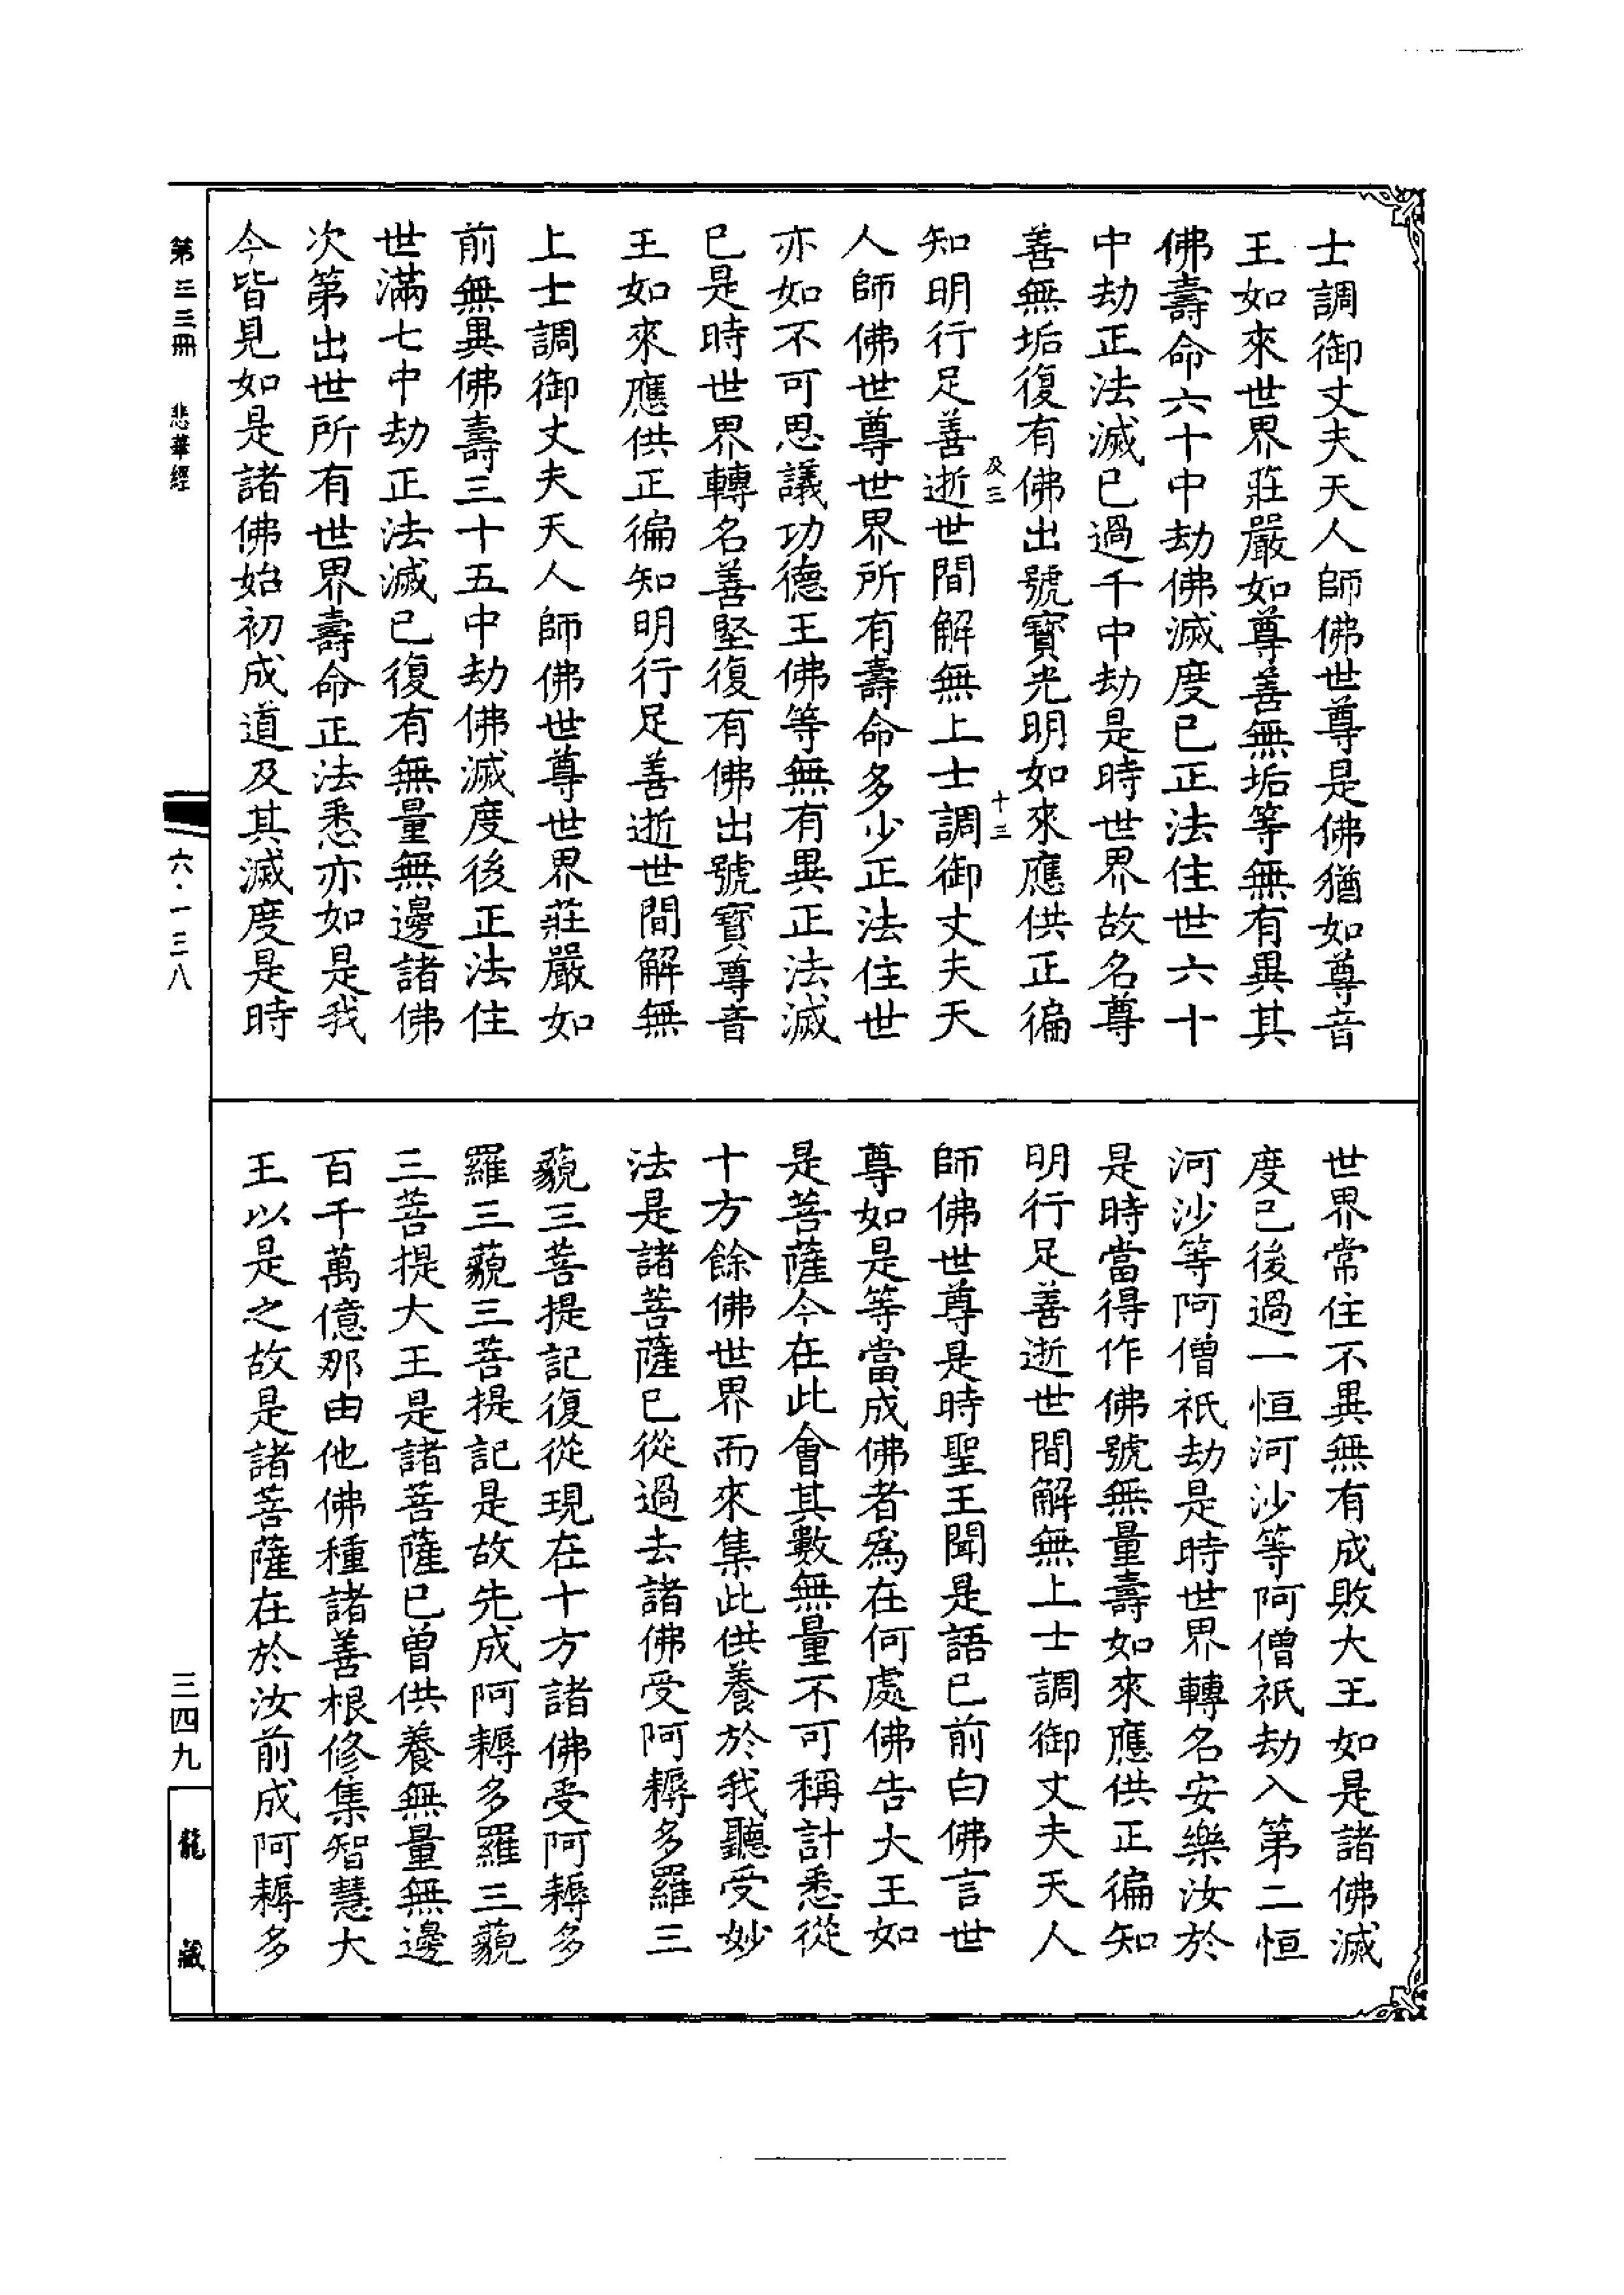 士調御丈夫天人師佛世尊是佛猶如尊音
王如來世界莊嚴如尊善無垢等無有異其
佛壽命六十中劫佛滅度已正法住世六十
中劫正法滅已過千中劫是時世界故名尊
善無垢復有佛出號寶光明如來應供正徧
及三
十三
知明行足善逝世間解無上士調御丈夫天
人師佛世尊世界所有壽命多少正法住世
亦如不可思議功德王佛等無有異正法滅
已是時世界轉名善堅復有佛出號寶尊音
王如來應供正徧知明行足善逝世間解無
上士調御丈夫天人師佛世尊世界莊嚴如
前無異佛壽三十五中劫佛滅度後正法住
世滿七中劫正法滅已復有無量無邊諸佛
次第出世所有世界壽命正法悉亦如是我
今皆見如是諸佛始初成道及其滅度是時
世界常住不異無有成敗大王如是諸佛滅
度已後過一恒河沙等阿僧祇劫入第二恒
河沙等阿僧祇劫是時世界轉名安樂汝於
是時當得作佛號無量壽如來應供正徧知
明行足善逝世間解無上士調御丈夫天人
師佛世尊是時聖王聞是語已前白佛言世
尊如是等當成佛者爲在何處佛告大王如
是菩薩今在此會其數無量不可稱計悉從
十方餘佛世界而來集此供養於我聽受妙
法是諸菩薩已從過去諸佛受阿耨多羅三
藐三菩提記復從現在十方諸佛受阿耨多
羅三藐三菩提記是故先成阿耨多羅三藐
三菩提大王是諸菩薩已曾供養無量無邊
百千萬億那由他佛種諸善根修集智慧大
王以是之故是諸菩薩在於汝前成阿耨多
第三三冊 悲華經
六·一三八
三四九
龍藏